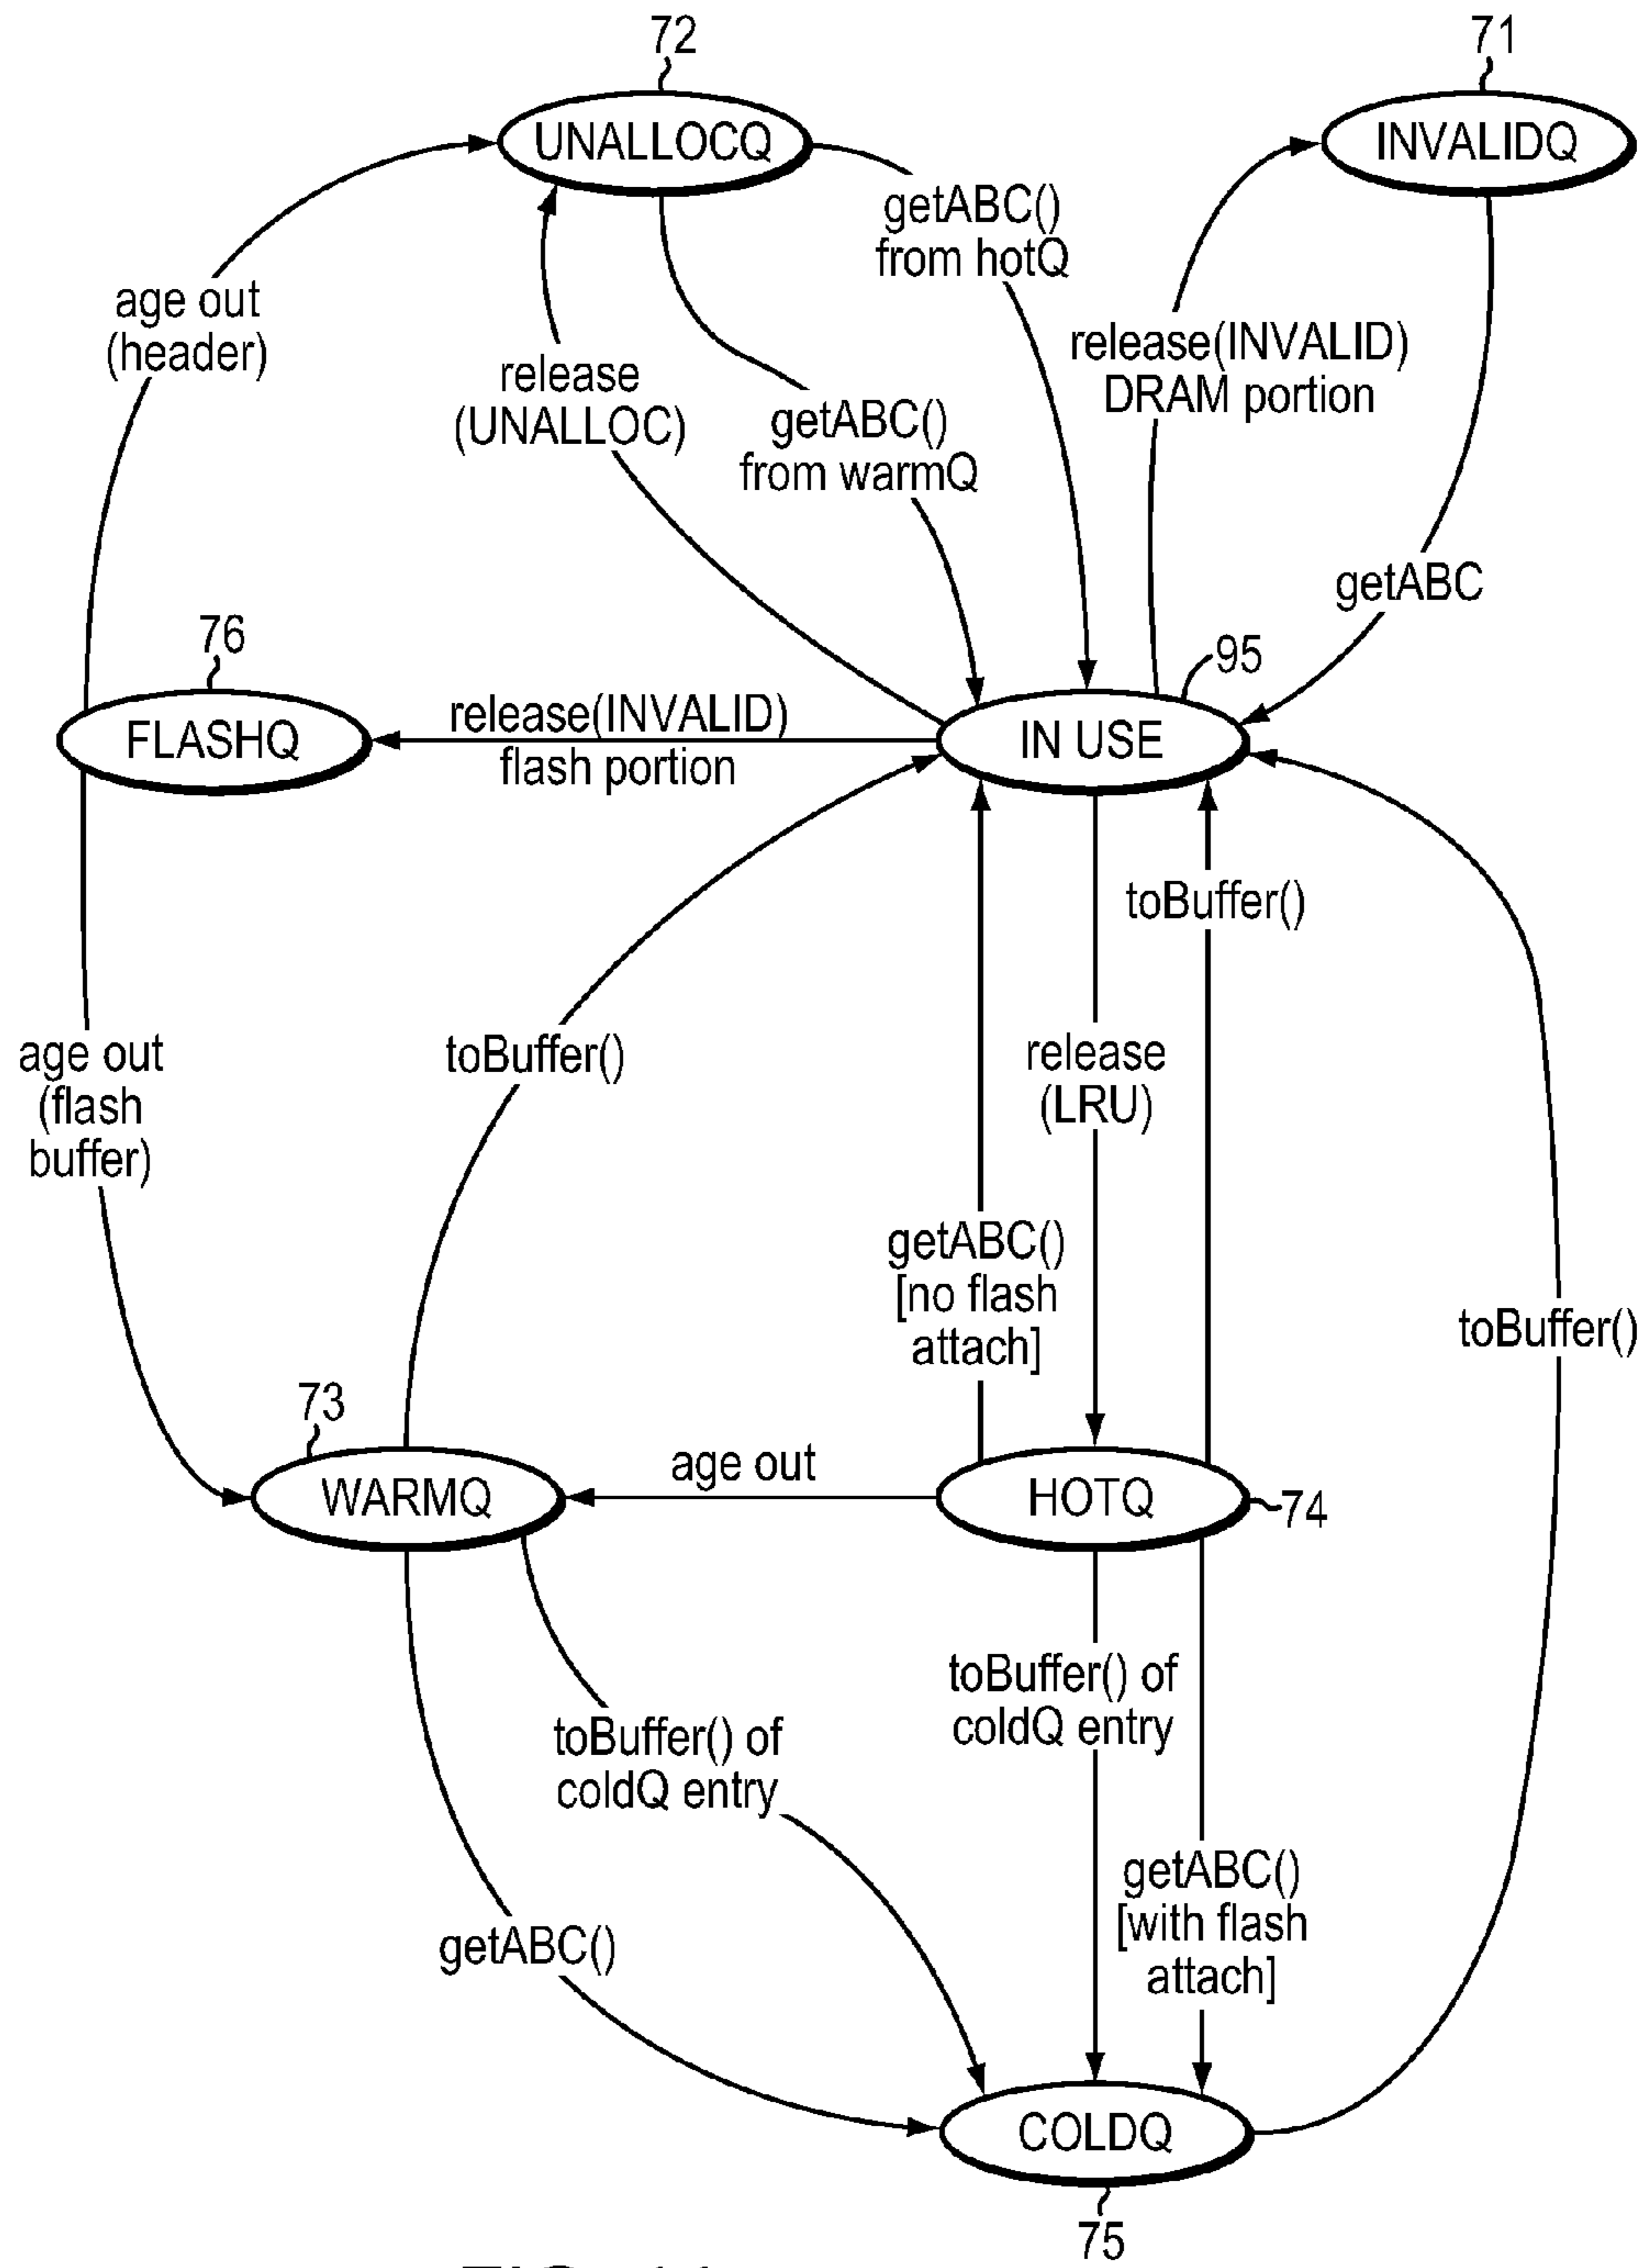 72
71
UNALLOCQ
INVALIDQ
getABC()
from hotQ
age out
(header)
release(INVALID)
DRAM portion
release
(UNALLOC)
getABC()
from warmQ
getABC
76
95
FLASHQ
release(INVALID)
flash portion
IN USE
toBuffer()
age out
(flash
buffer)
toBuffer()
release
(LRU)
getABC()
[no flash
attach]
toBuffer()
73
WARMQ
age out
HOTQ
74
toBuffer() of
coldQ entry
toBuffer() of
coldQ entry
getABC()
[with flash
attach]
getABC()
COLDQ
75